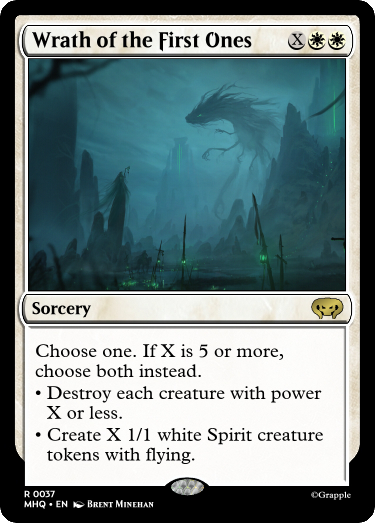 Wrath of the First Ones X
Sorcery
Choose one. If X is 5 or more,
choose both instead.
• Destroy each creature with power
X or less.
• Create X 1/1 white Spirit creature
tokens with flying.
R 0037
MHQ • EN Brent Minehan
©Grapple